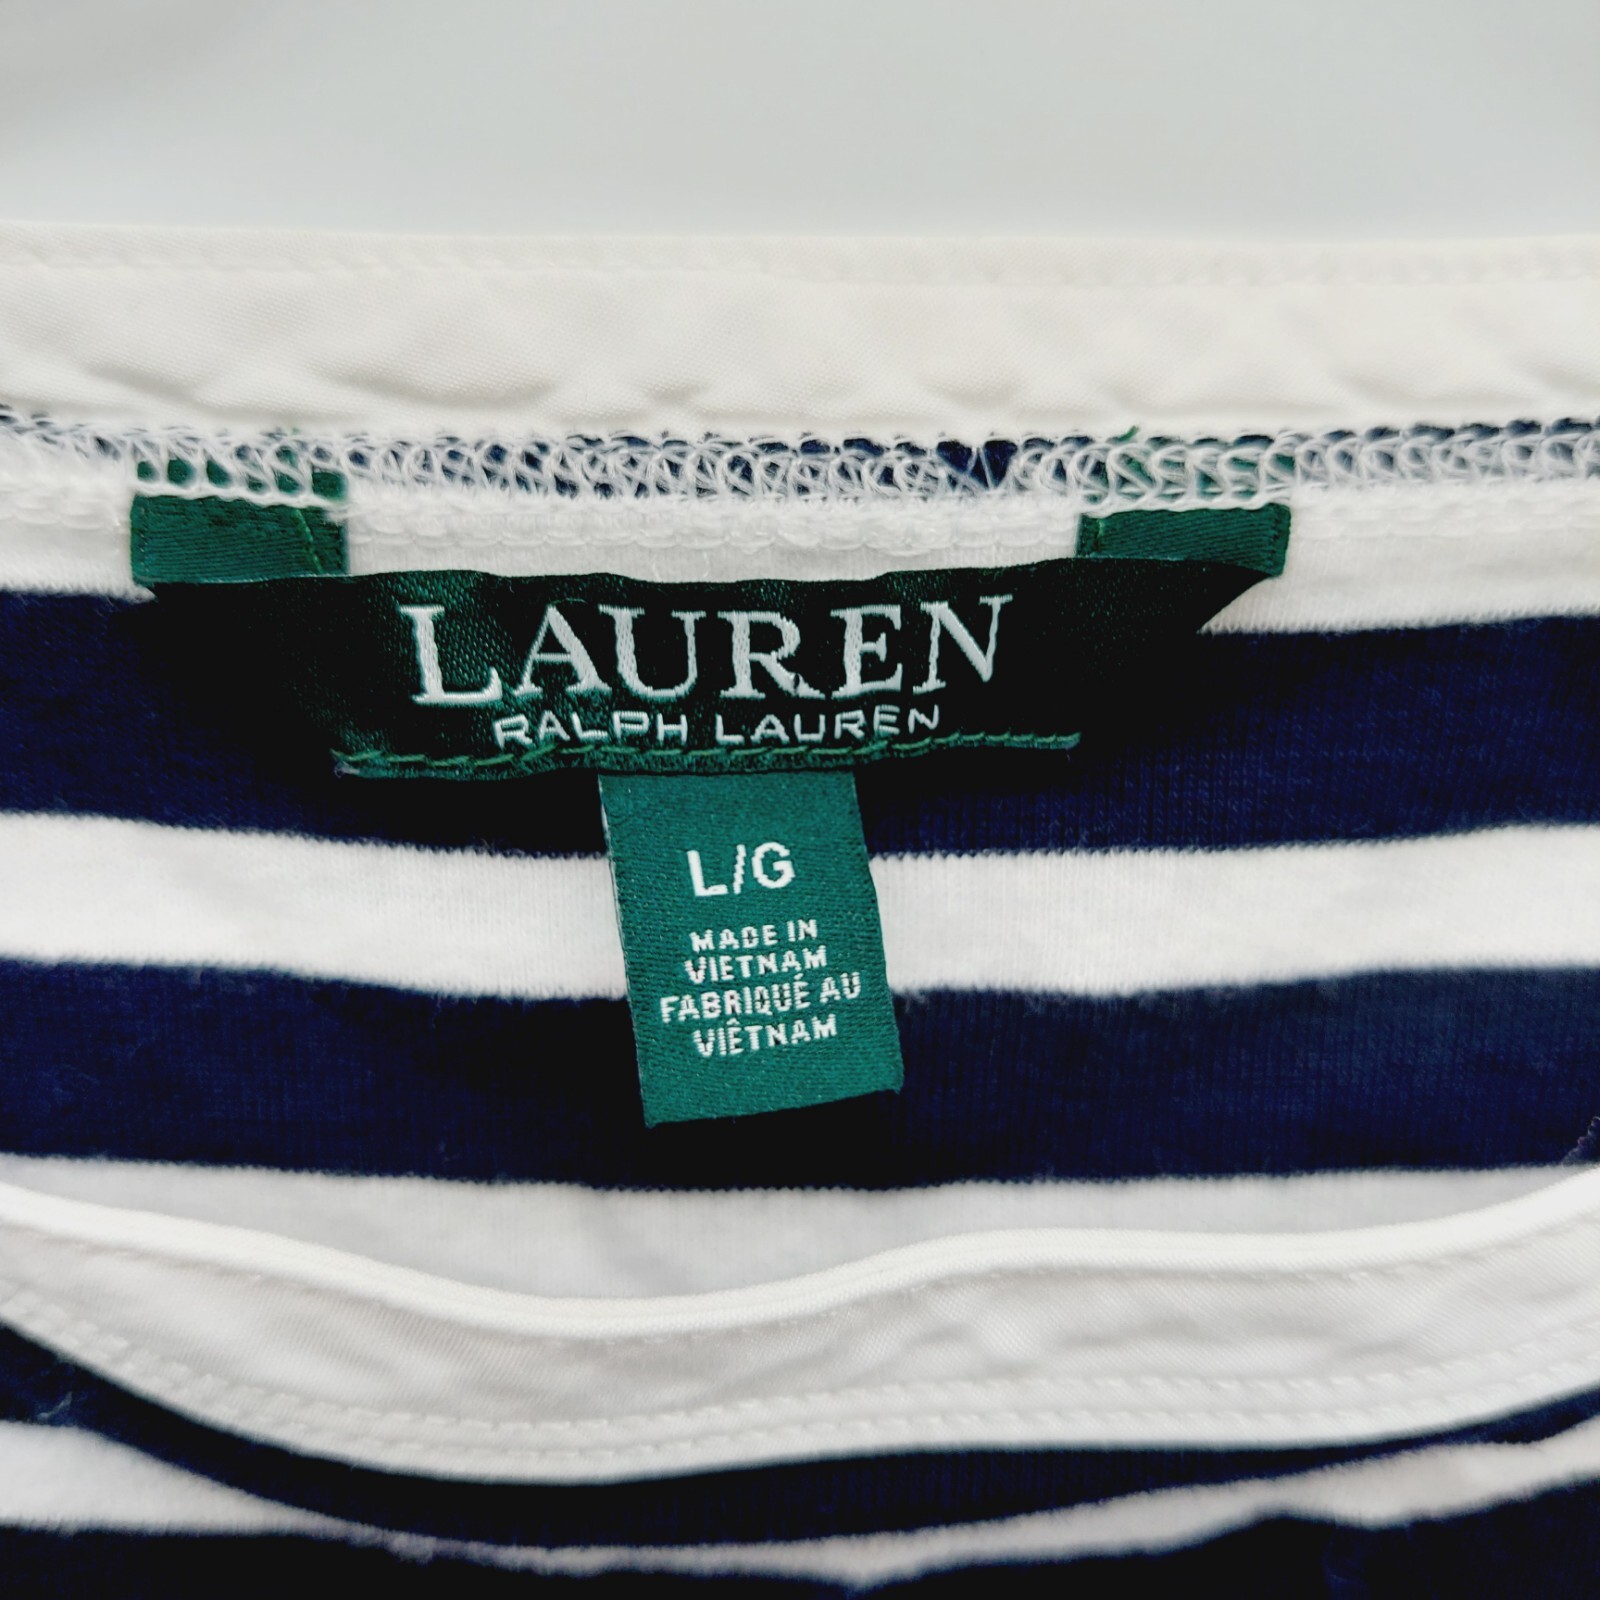 LAUREN
RALPH LAUREN
L/G
MADE IN
VIETNAM
FABRIQUÉ AU
VIÊTNAM